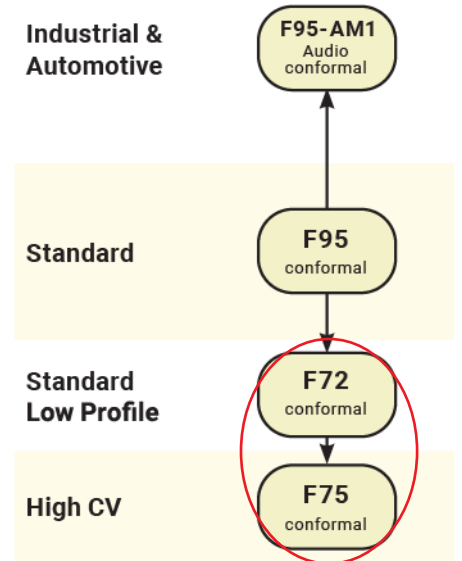 Industrial &
Automotive
F95-AM1
Audio
conformal
Standard
F95
conformal
Standard
Low Profile
F72
conformal
High CV
F75
conformal